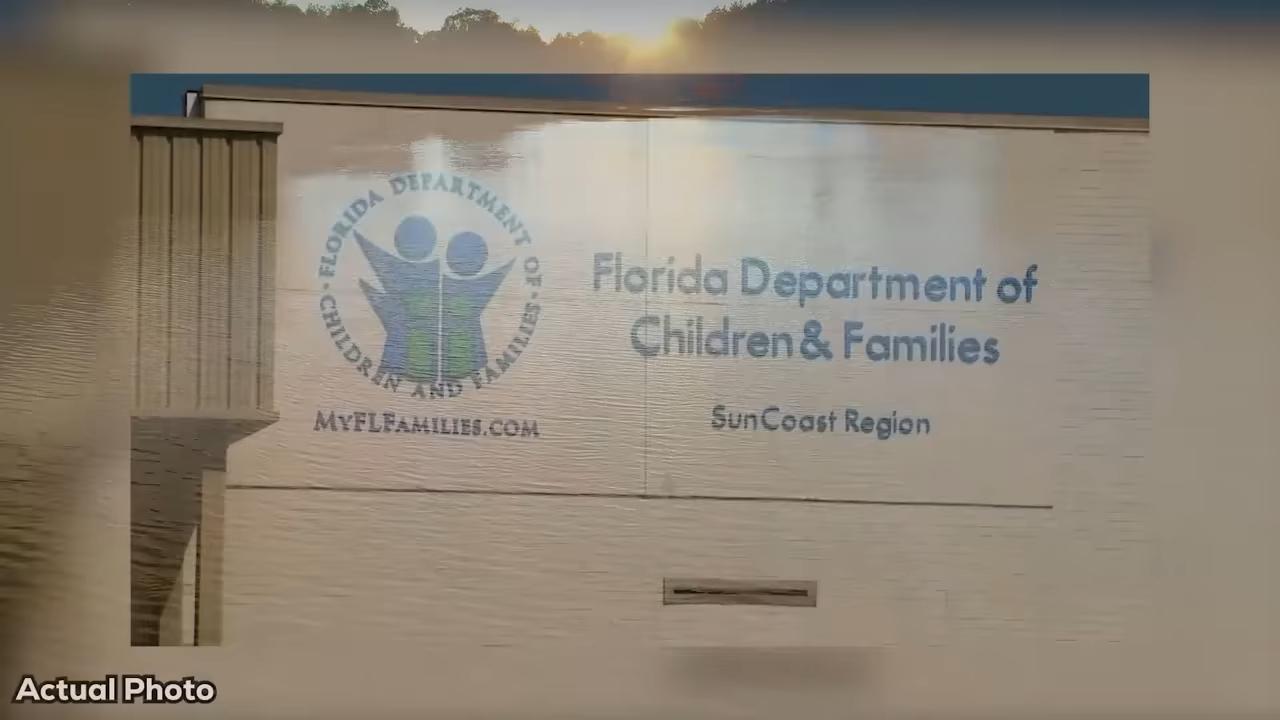 FLORIDA DEPARTMENT OF
CHILDREN AND FAMILIES
MYFLFAMILIES.COM
Florida Department of
Children & Families
SunCoast Region
Actual Photo